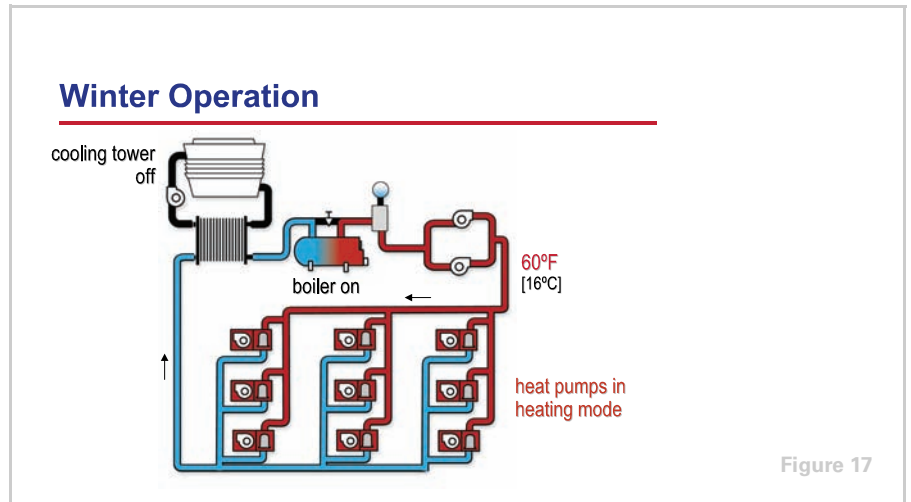 Winter Operation
cooling tower
off
boiler on
60ºF
[16ºC]
heat pumps in
heating mode
Figure 17